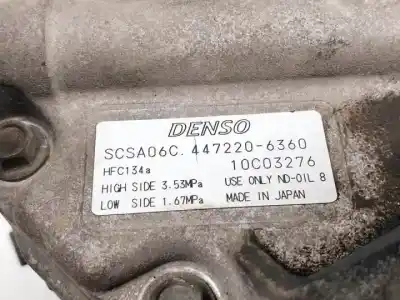 DENSO
SCSA06C. 447220-6360
HFC134a 10C03276
HIGH SIDE 3.53MPa USE ONLY ND-OIL 8
LOW SIDE 1.67MPa MADE IN JAPAN